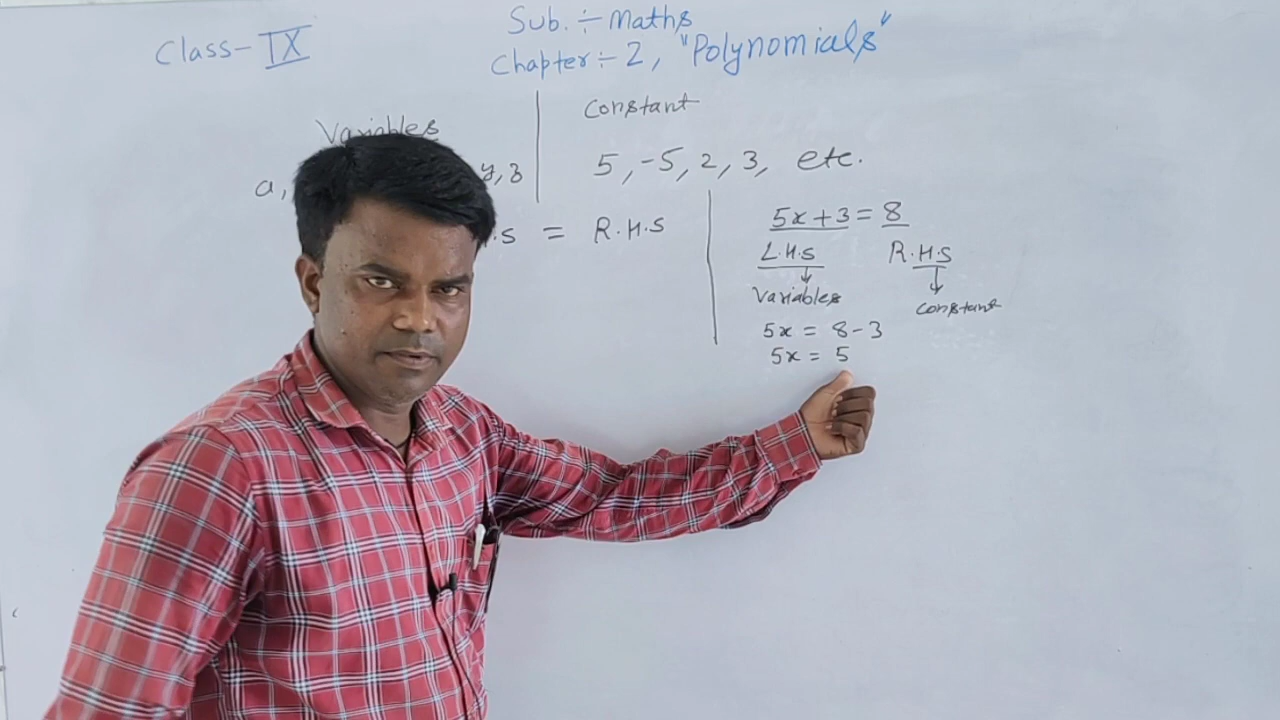 Class-IX
Sub. ÷ Maths
Chapter ÷ 2, "Polynomials"
Variables
Constant
a,
y, z
5, -5, 2, 3, etc.
.s = R.H.S
5x + 3 = 8
L.H.S R.H.S
Variables
constant
5x = 8 - 3
5x = 5